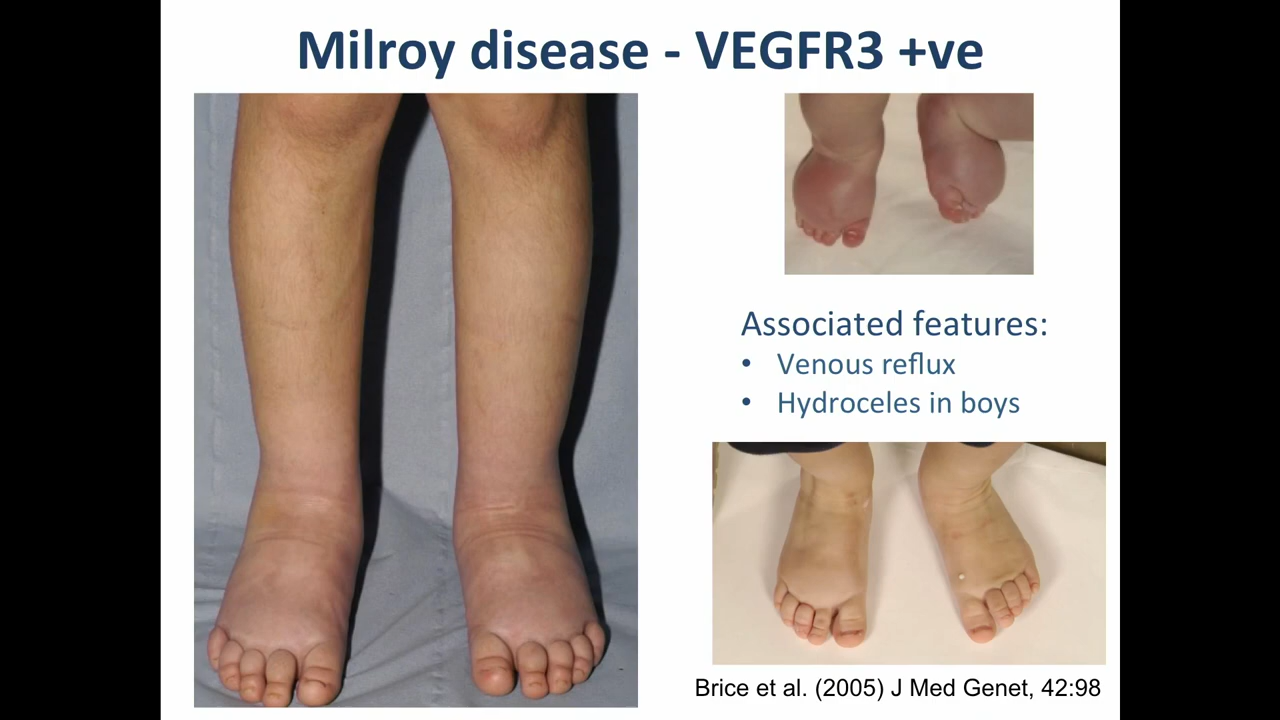 Milroy disease - VEGFR3 +ve
Associated features:
• Venous reflux
• Hydroceles in boys
Brice et al. (2005) J Med Genet, 42:98